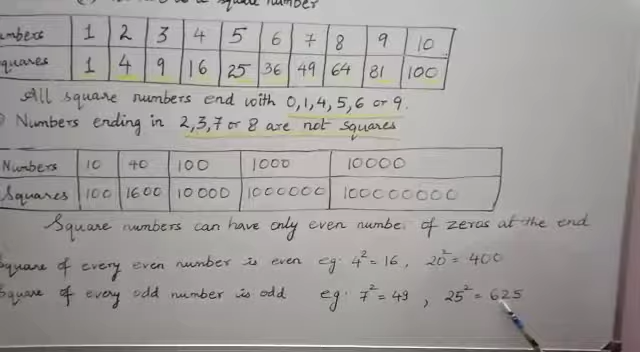 is a square number
mbers 1 2 3 4 5 6 7 8 9 10
quares 1 4 9 16 25 36 49 64 81 100
All square numbers end with 0,1,4,5,6 or 9.
Numbers ending in 2,3,7 or 8 are not squares
Numbers 10 40 100 1000 10000
Squares 100 1600 10000 1000000 100000000
Square numbers can have only even number of zeros at the end
quare of every even number is even eg. 4²=16, 20²=400
quare of every odd number is odd eg. 7²=49, 25²=625